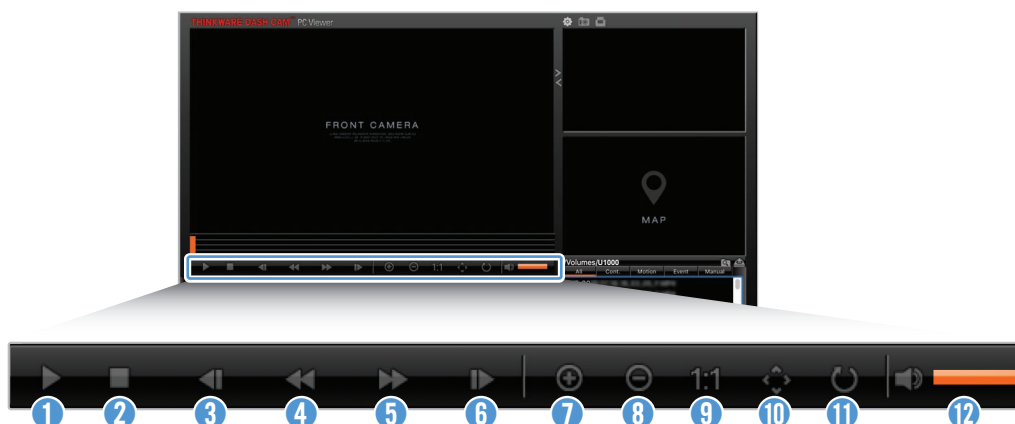 THINKWARE DASH CAM™ PC Viewer
FRONT CAMERA
MAP
1:1
/Volumes/U1000
All Cont. Motion Event Manual
1:1
1 2 3 4 5 6 7 8 9 10 11 12